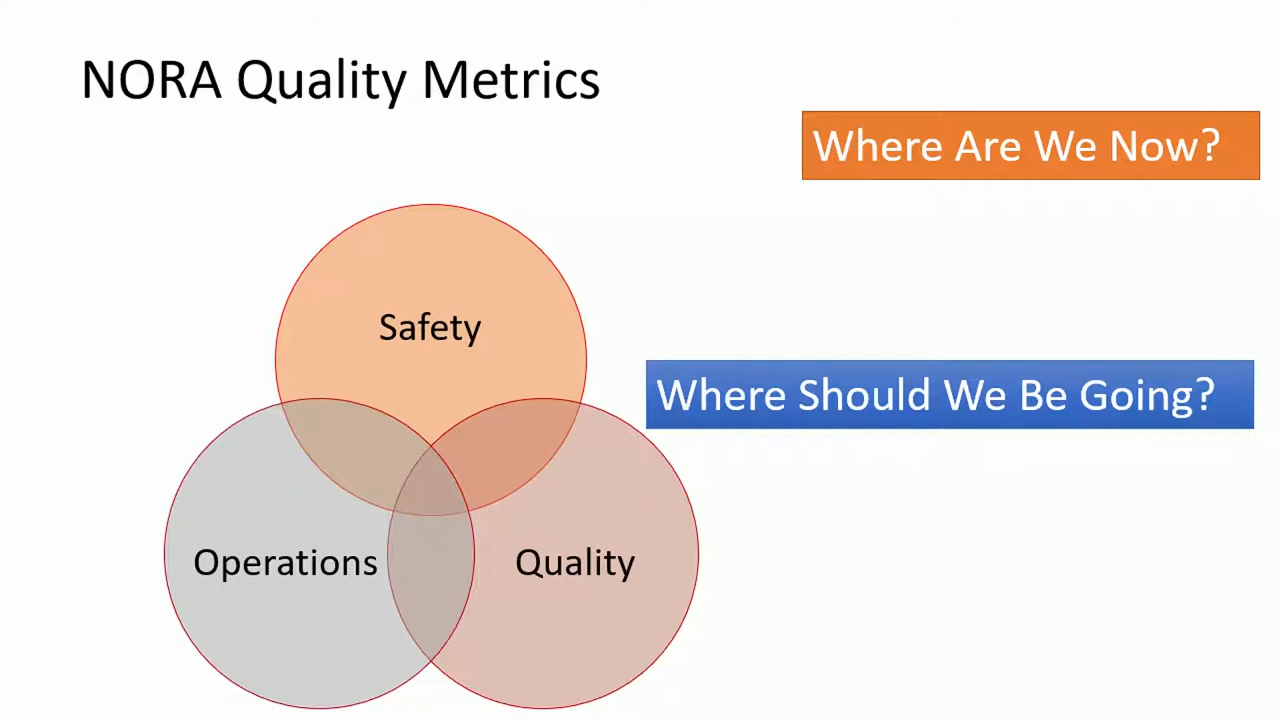 NORA Quality Metrics
Where Are We Now?
Safety
Where Should We Be Going?
Operations
Quality